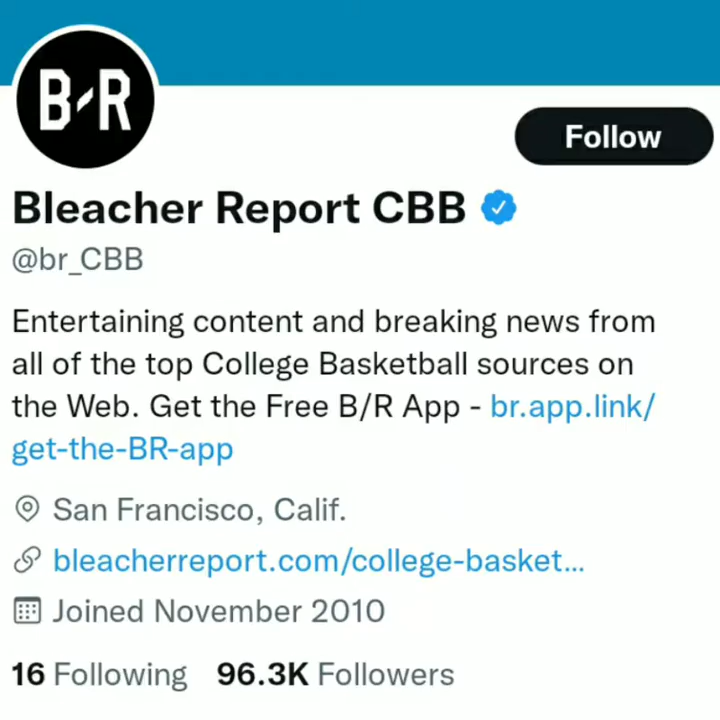 B/R
Follow
Bleacher Report CBB
@br_CBB
Entertaining content and breaking news from
all of the top College Basketball sources on
the Web. Get the Free B/R App - br.app.link/
get-the-BR-app
San Francisco, Calif.
bleacherreport.com/college-basket...
Joined November 2010
16 Following 96.3K Followers